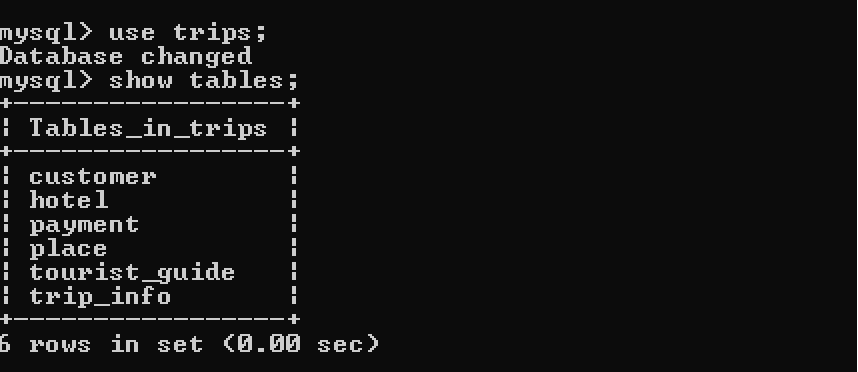 mysql> use trips;
Database changed
mysql> show tables;
+-----------------+
| Tables_in_trips |
+-----------------+
| customer        |
| hotel           |
| payment         |
| place           |
| tourist_guide   |
| trip_info       |
+-----------------+
6 rows in set (0.00 sec)